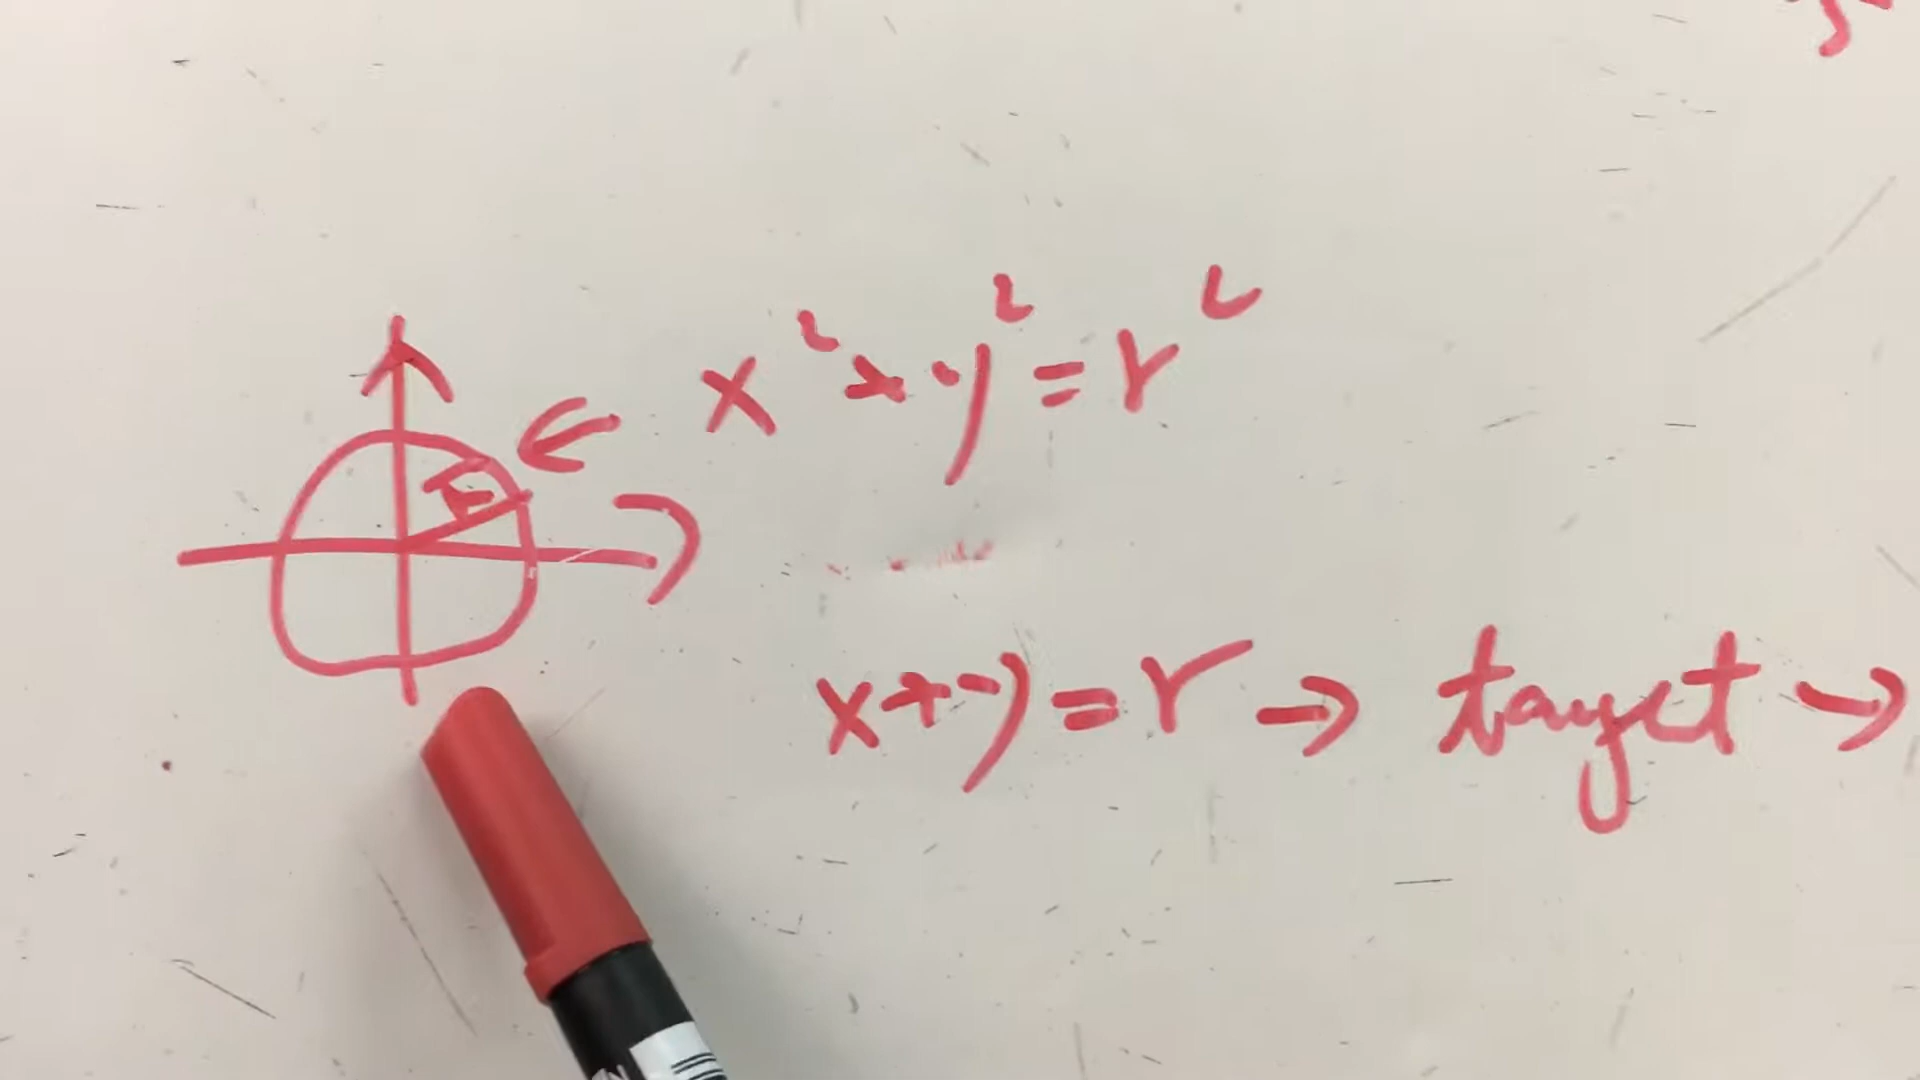 x² + y² = r²
r
x + y = r → target →